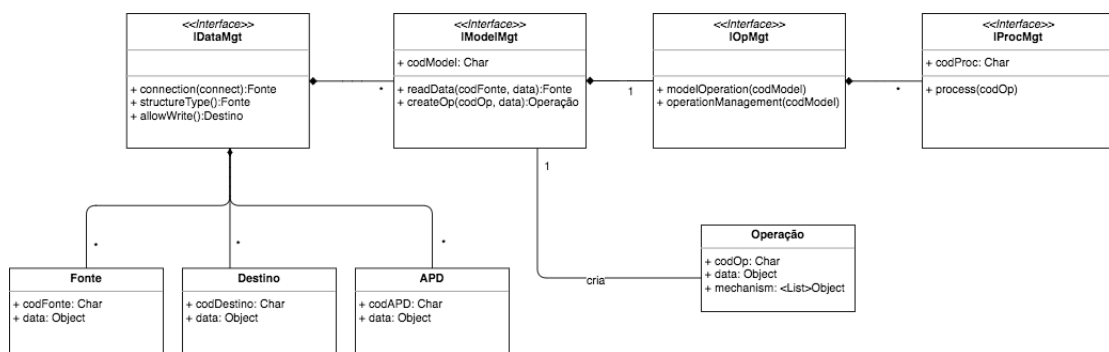 <<Interface>>
IDataMgt
+ connection(connect):Fonte
+ structureType():Fonte
+ allowWrite():Destino
*
<<Interface>>
IModelMgt
+ codModel: Char
+ readData(codFonte, data):Fonte
+ createOp(codOp, data):Operação
1
<<Interface>>
IOpMgt
+ modelOperation(codModel)
+ operationManagement(codModel)
*
<<Interface>>
IProcMgt
+ codProc: Char
+ process(codOp)
1
cria
*
*
*
Fonte
+ codFonte: Char
+ data: Object
Destino
+ codDestino: Char
+ data: Object
APD
+ codAPD: Char
+ data: Object
Operação
+ codOp: Char
+ data: Object
+ mechanism: <List>Object